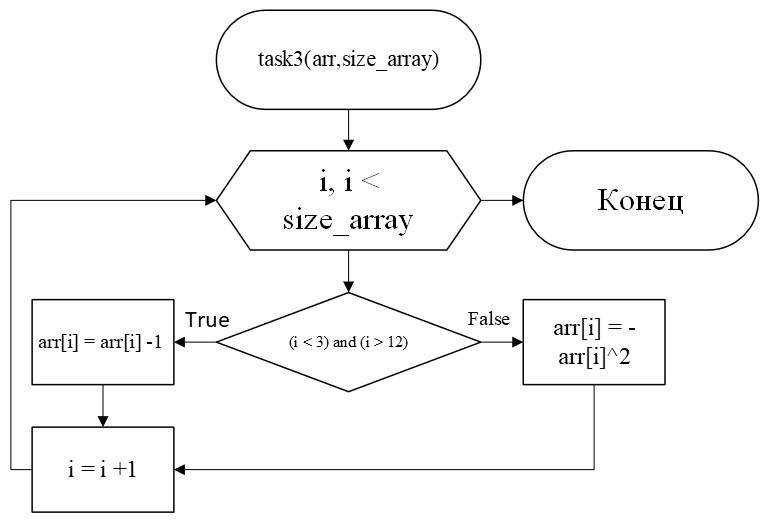 task3(arr,size_array)
i, i <
size_array
Конец
True
False
arr[i] = arr[i] -1
(i < 3) and (i > 12)
arr[i] = -
arr[i]^2
i = i +1